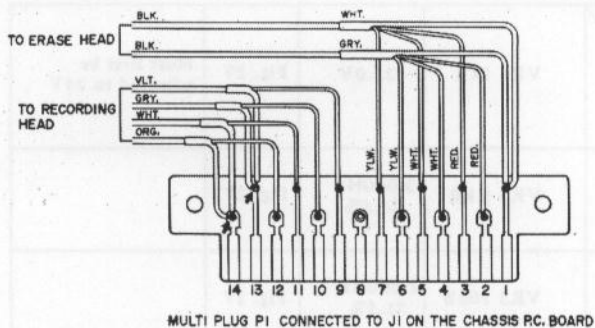 BLK. WHT.
TO ERASE HEAD
BLK. GRY.
VLT.
TO RECORDING
HEAD
GRY.
WHT.
ORG.
YLW. YLW. WHT. WHT. RED. RED.
14 13 12 11 10 9 8 7 6 5 4 3 2 1
MULTI PLUG P1 CONNECTED TO J1 ON THE CHASSIS P.C. BOARD